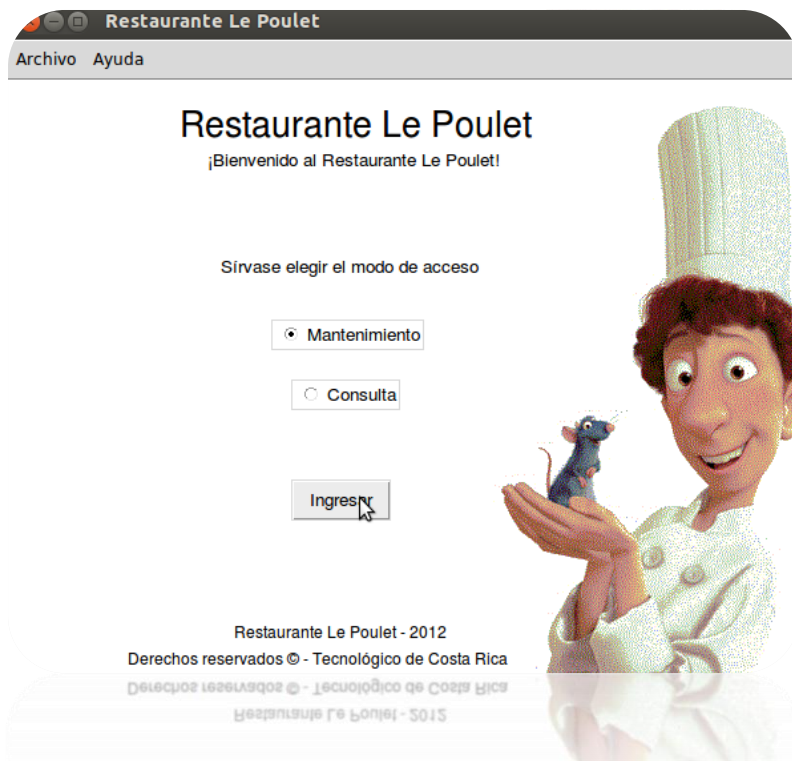 Restaurante Le Poulet
Archivo Ayuda
Restaurante Le Poulet
¡Bienvenido al Restaurante Le Poulet!
Sírvase elegir el modo de acceso
Mantenimiento
Consulta
Ingresar
Restaurante Le Poulet - 2012
Derechos reservados © - Tecnológico de Costa Rica